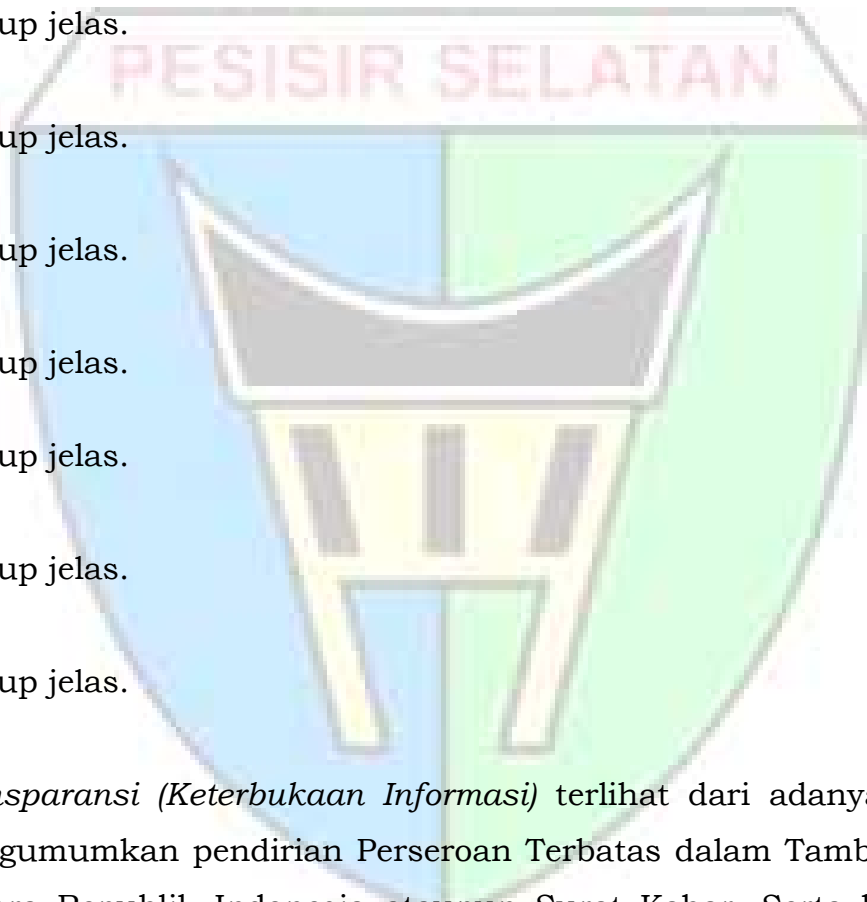 up jelas.
PESISIR SELATAN
up jelas.
up jelas.
up jelas.
up jelas.
up jelas.
up jelas.
nsparansi (Keterbukaan Informasi) terlihat dari adanya
gumumkan pendirian Perseroan Terbatas dalam Tamb